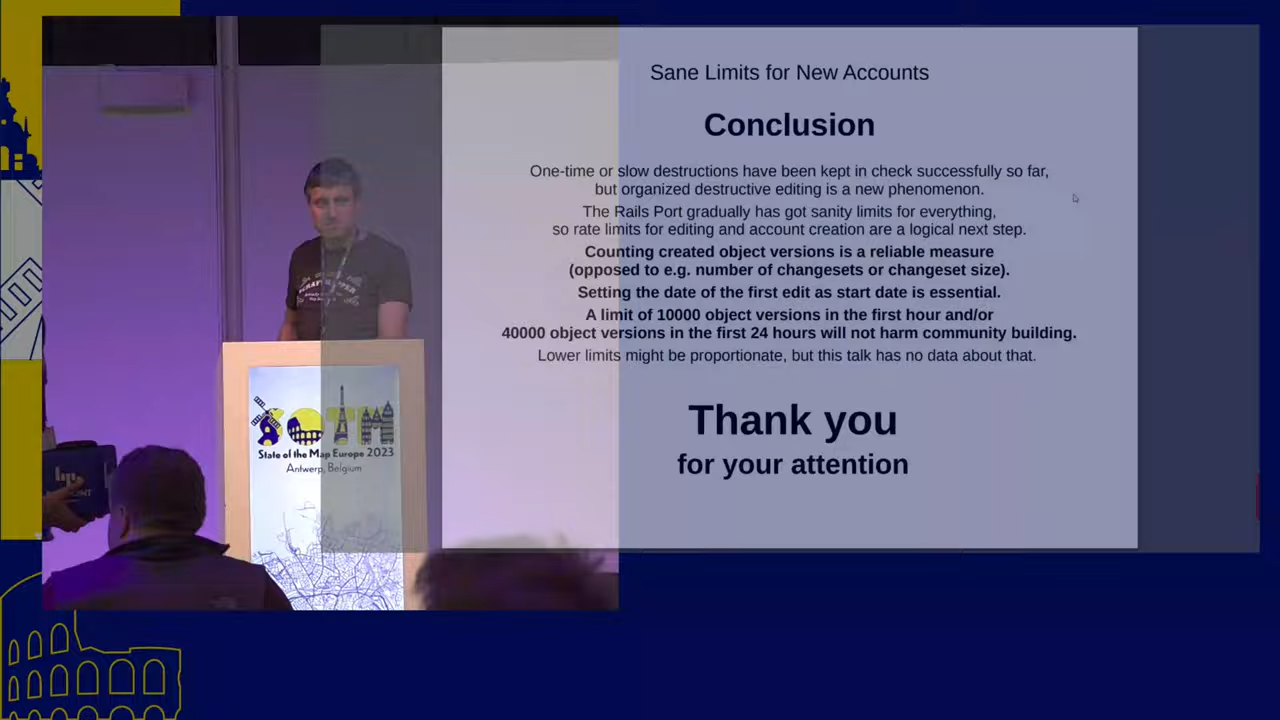 Sane Limits for New Accounts
Conclusion
One-time or slow destructions have been kept in check successfully so far,
but organized destructive editing is a new phenomenon.
The Rails Port gradually has got sanity limits for everything,
so rate limits for editing and account creation are a logical next step.
Counting created object versions is a reliable measure
(opposed to e.g. number of changesets or changeset size).
Setting the date of the first edit as start date is essential.
A limit of 10000 object versions in the first hour and/or
40000 object versions in the first 24 hours will not harm community building.
Lower limits might be proportionate, but this talk has no data about that.
Thank you
for your attention
SOTM
State of the Map Europe 2023
Antwerp, Belgium